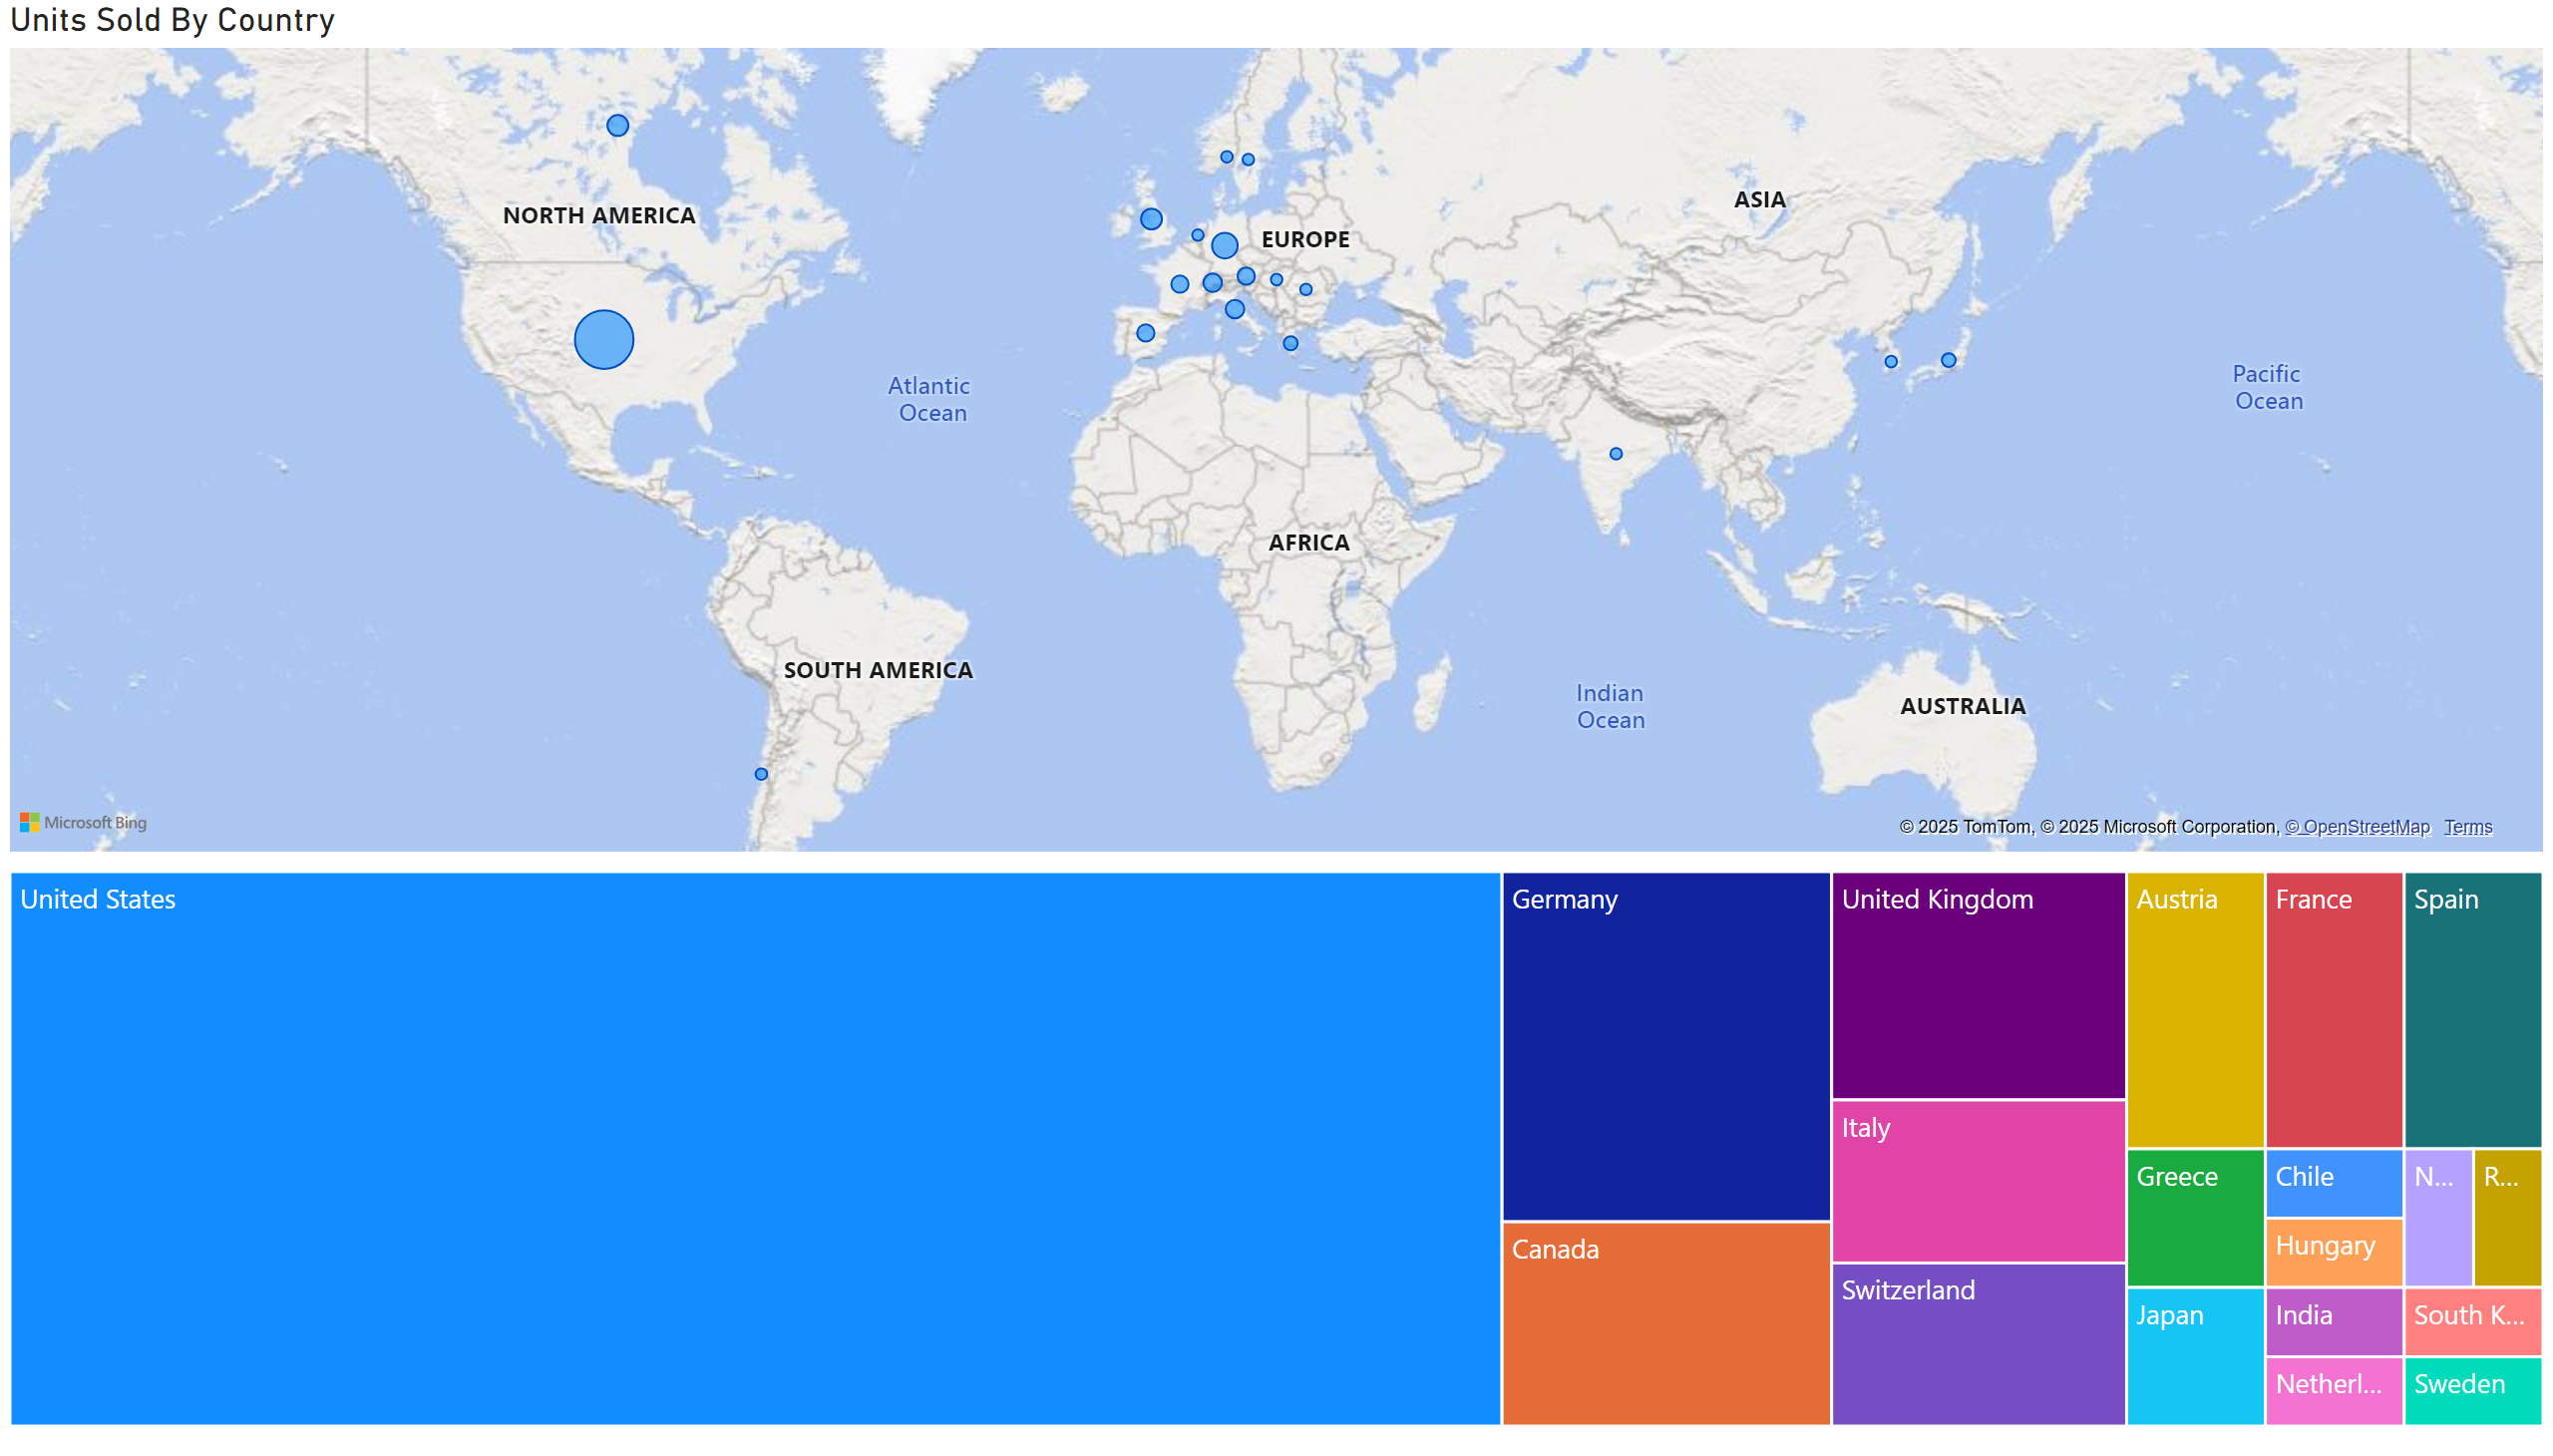 Units Sold By Country
NORTH AMERICA
ASIA
EUROPE
Atlantic
Ocean
Pacific
Ocean
AFRICA
SOUTH AMERICA
Indian
Ocean
AUSTRALIA
Microsoft Bing
© 2025 TomTom, © 2025 Microsoft Corporation, © OpenStreetMap Terms
United States
Germany
Canada
United Kingdom
Italy
Switzerland
Austria
France
Spain
Greece
Chile
N...
R...
Hungary
Japan
India
South K...
Netherl...
Sweden